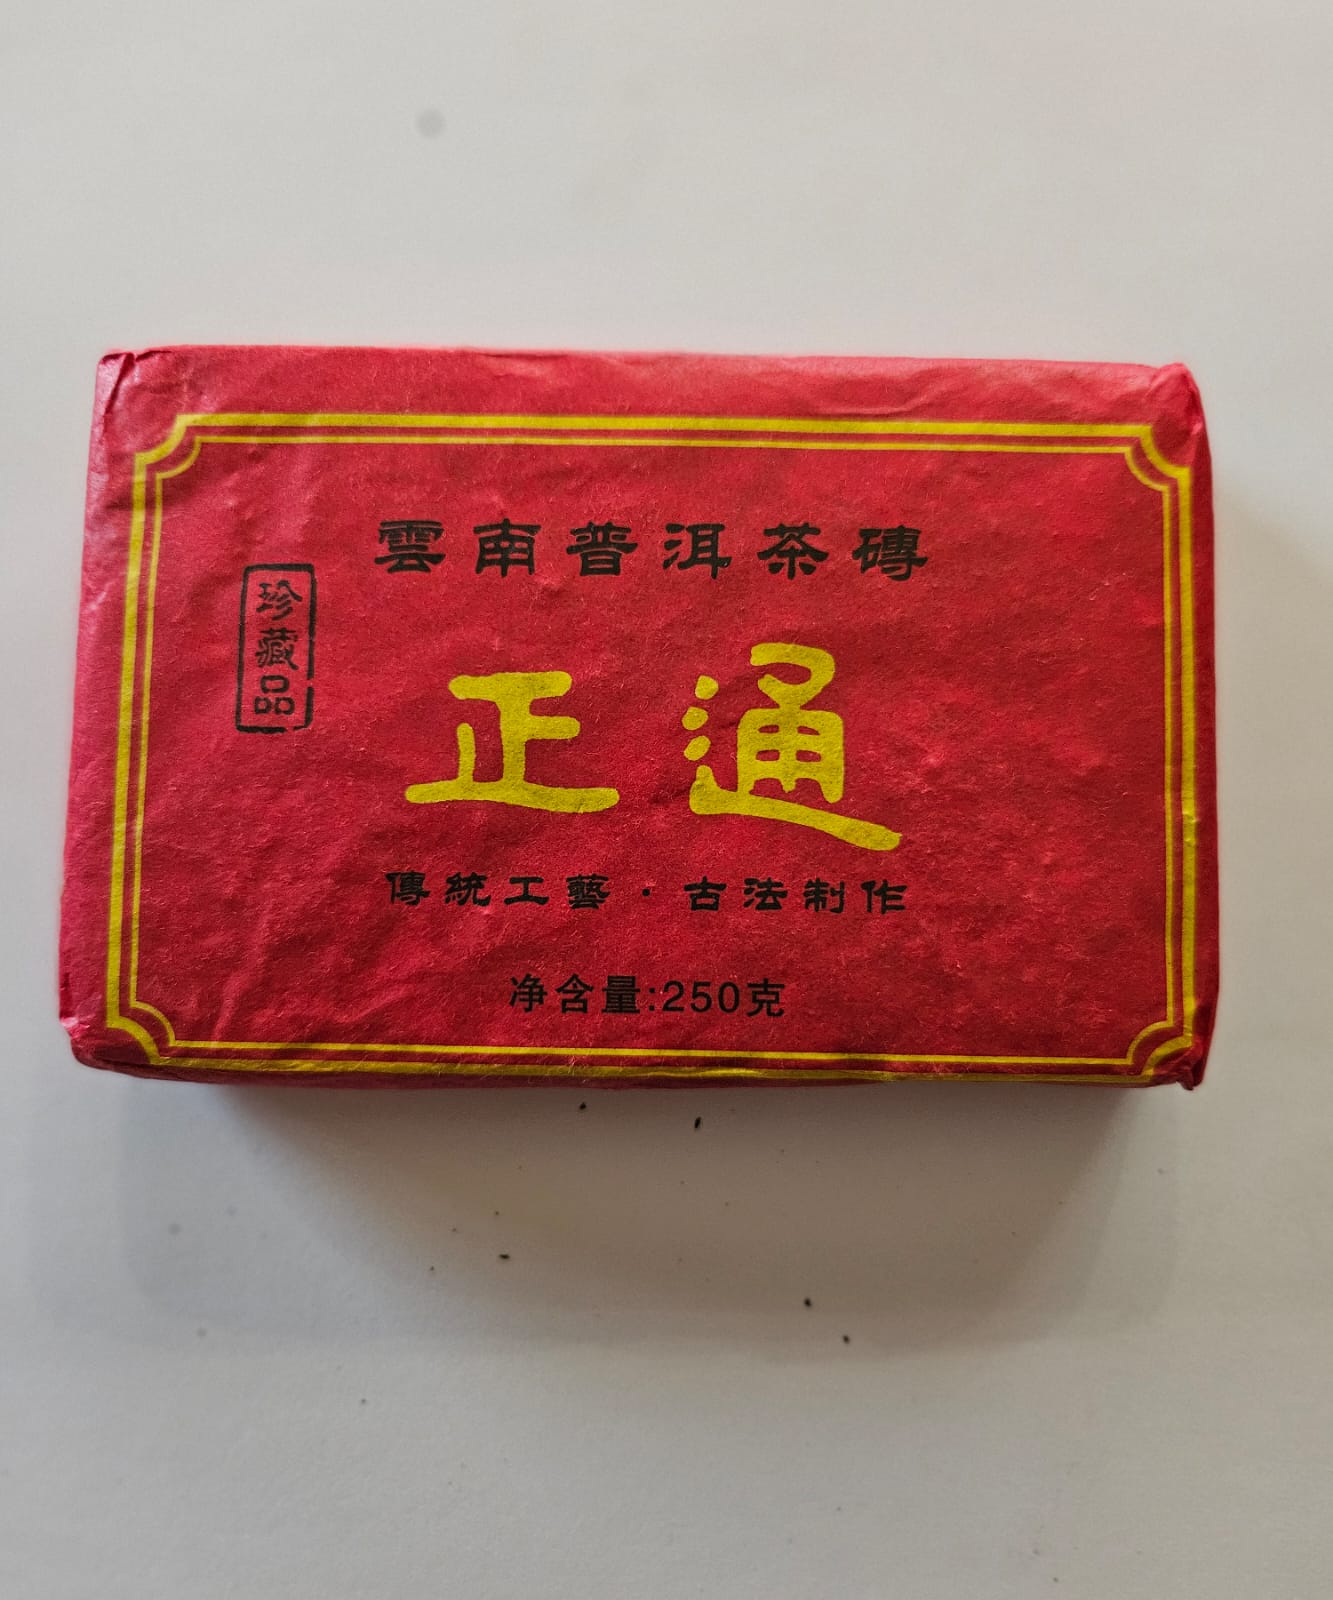 雲南普洱茶磚
珍藏品
正通
傳統工藝·古法制作
净含量:250克